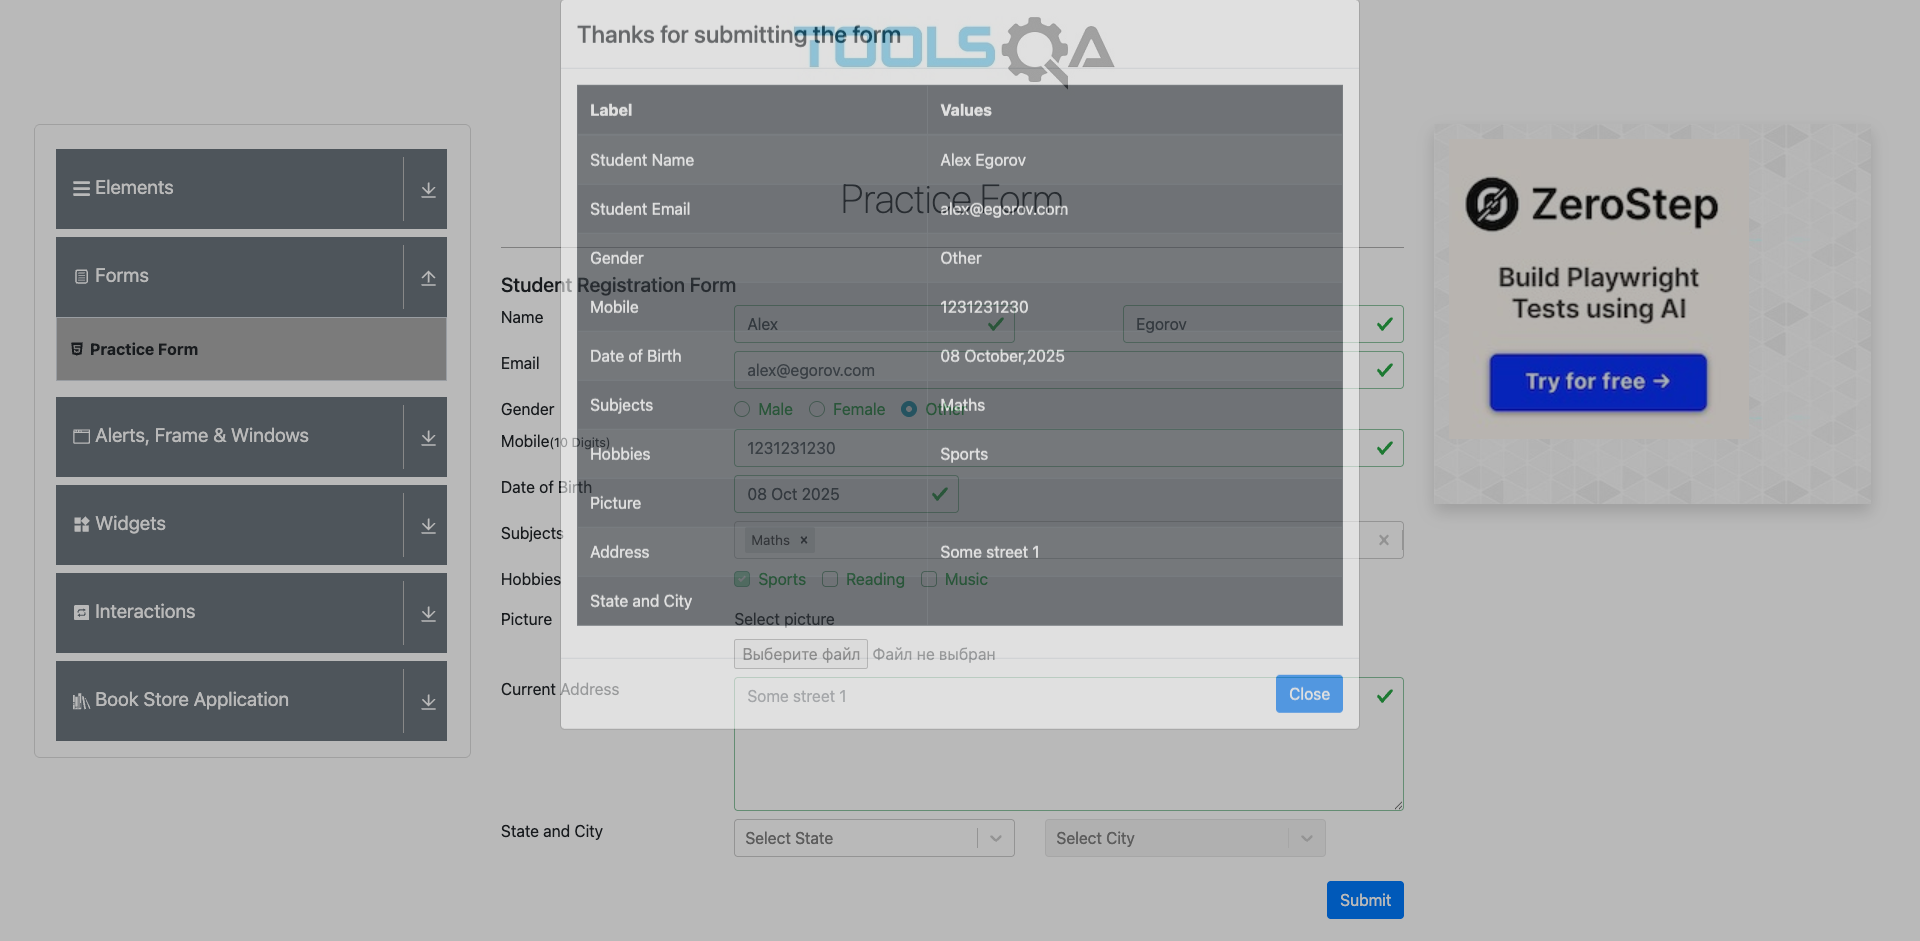 TOOLSQA
Thanks for submitting the form
Label Values
Student Name Alex Egorov
Student Email alex@egorov.com
Gender Other
Mobile 1231231230
Date of Birth 08 October,2025
Subjects Maths
Hobbies Sports
Picture
Address Some street 1
State and City
Close
Elements
Forms
Practice Form
Alerts, Frame & Windows
Widgets
Interactions
Book Store Application
Practice Form
Student Registration Form
Name Alex Egorov
Email alex@egorov.com
Gender Male Female Other
Mobile(10 Digits) 1231231230
Date of Birth 08 Oct 2025
Subjects Maths ×
Hobbies Sports Reading Music
Picture Select picture
Выберите файл Файл не выбран
Current Address Some street 1
State and City Select State Select City
Submit
ZeroStep
Build Playwright
Tests using AI
Try for free →